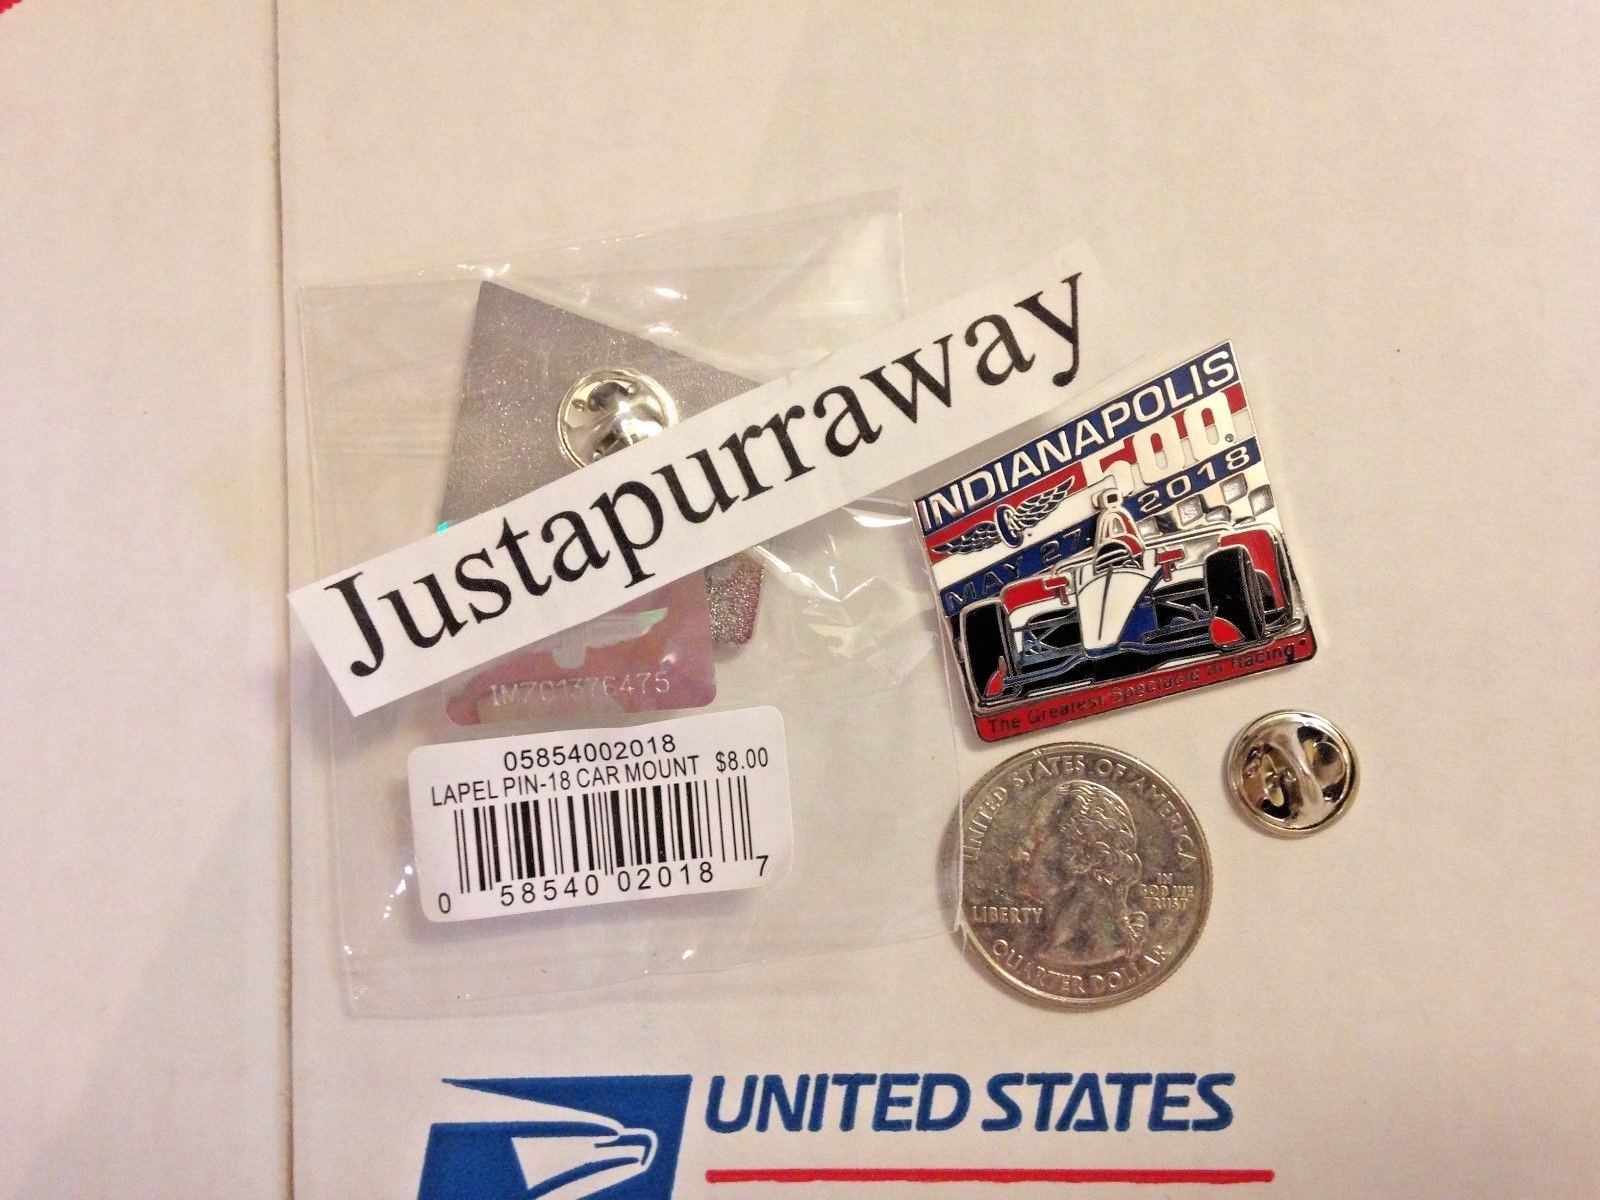 Justapurraway
INDIANAPOLIS
500
MAY 27, 2018
The Greatest Spectacle in Racing
IM701376475
05854002018
LAPEL PIN-18 CAR MOUNT $8.00
0 58540 02018 7
UNITED STATES OF AMERICA
LIBERTY
IN
GOD WE
TRUST
QUARTER DOLLAR
UNITED STATES